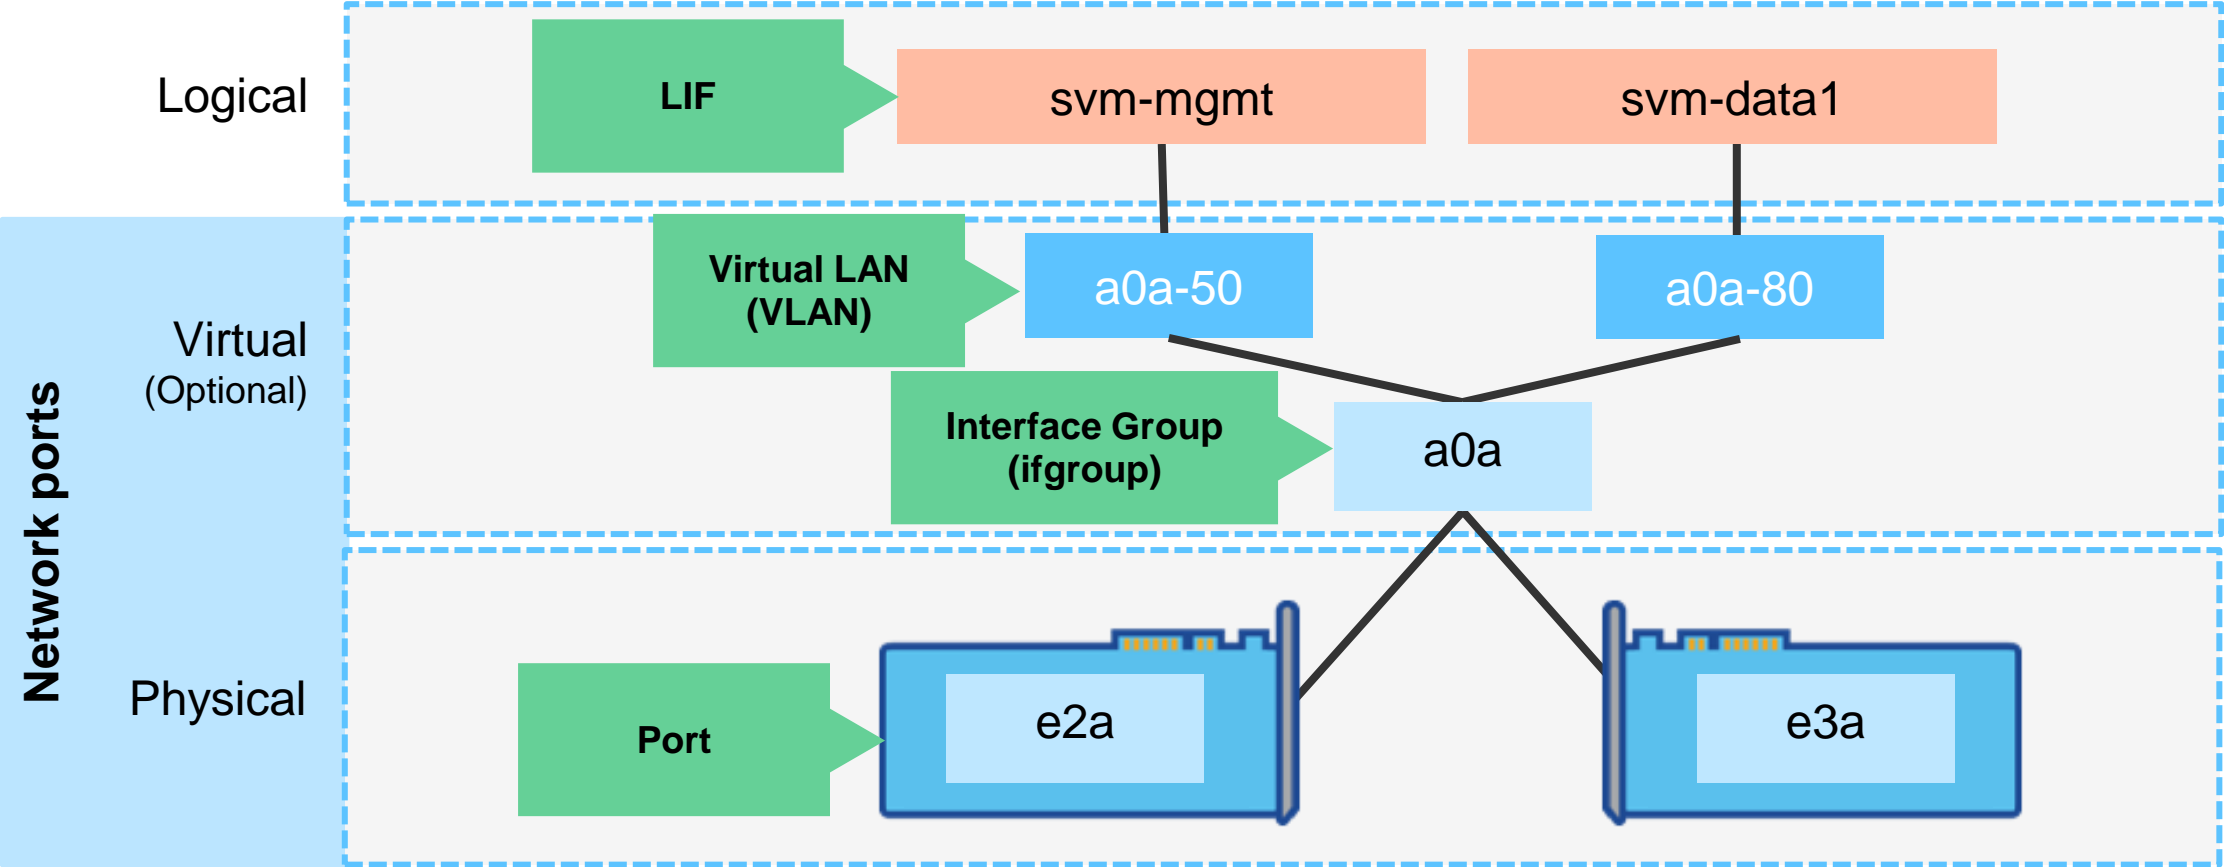 Logical
LIF
svm-mgmt
svm-data1
Network ports
Virtual
(Optional)
Virtual LAN
(VLAN)
a0a-50
a0a-80
Interface Group
(ifgroup)
a0a
Physical
Port
e2a
e3a